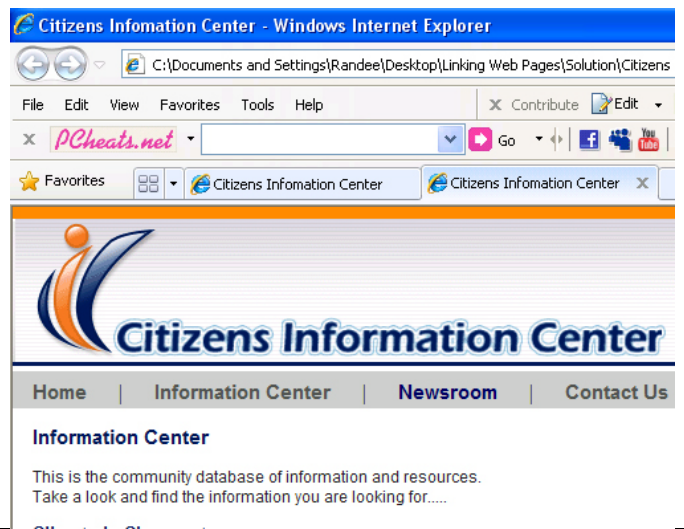 Citizens Infomation Center - Windows Internet Explorer
C:\Documents and Settings\Randee\Desktop\Linking Web Pages\Solution\Citizens
File Edit View Favorites Tools Help x Contribute Edit
x PCheats.net Go You Tube
Favorites Citizens Infomation Center Citizens Infomation Center X
Citizens Information Center
Home | Information Center | Newsroom | Contact Us
Information Center
This is the community database of information and resources.
Take a look and find the information you are looking for.....